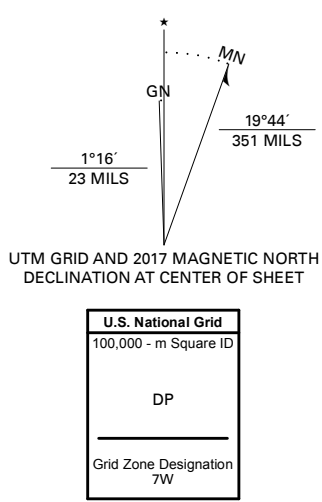 ★
MN
GN
19°44´
351 MILS
1°16´
23 MILS
UTM GRID AND 2017 MAGNETIC NORTH
DECLINATION AT CENTER OF SHEET
U.S. National Grid
100,000 - m Square ID
DP
Grid Zone Designation
7W